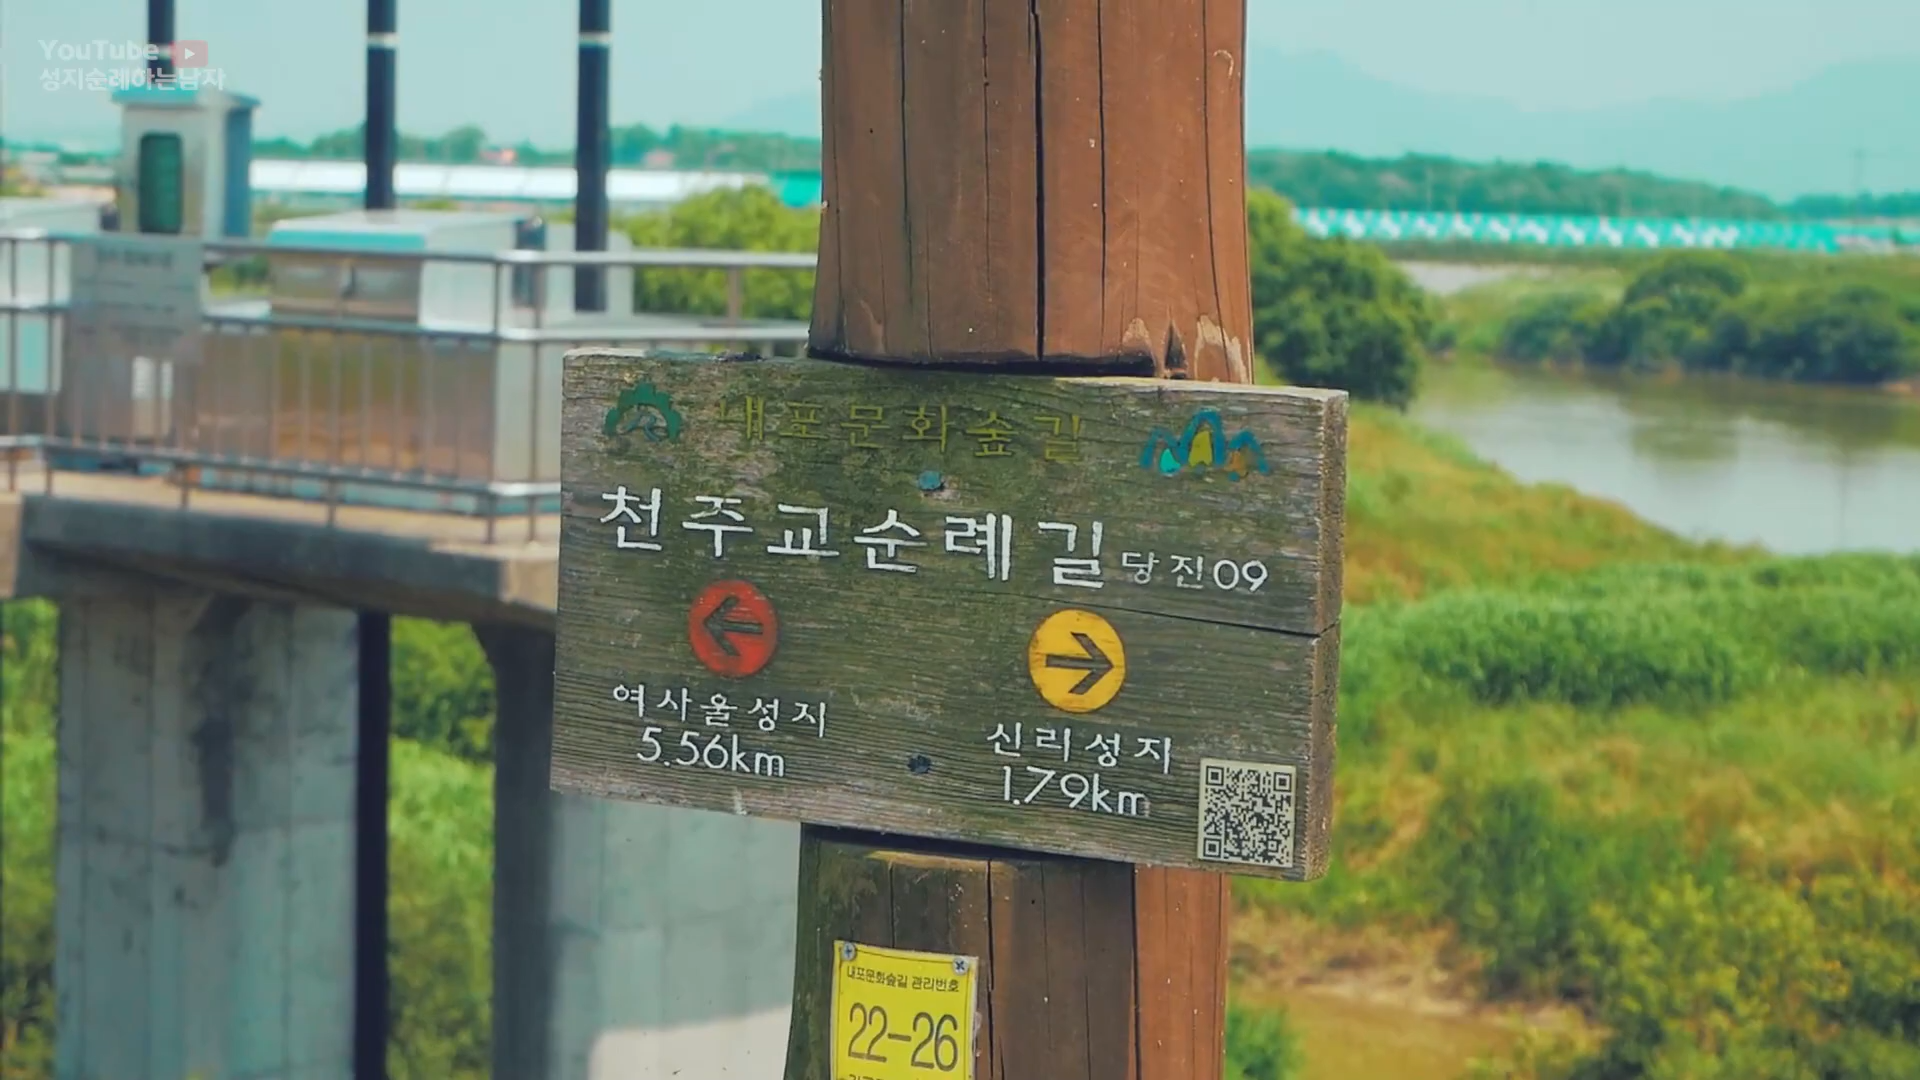 YouTube
성지순례하는남자
내포문화숲길
천주교순례길 당진09
여사울성지
5.56km
신리성지
1.79km
내포문화숲길 관리번호
22-26